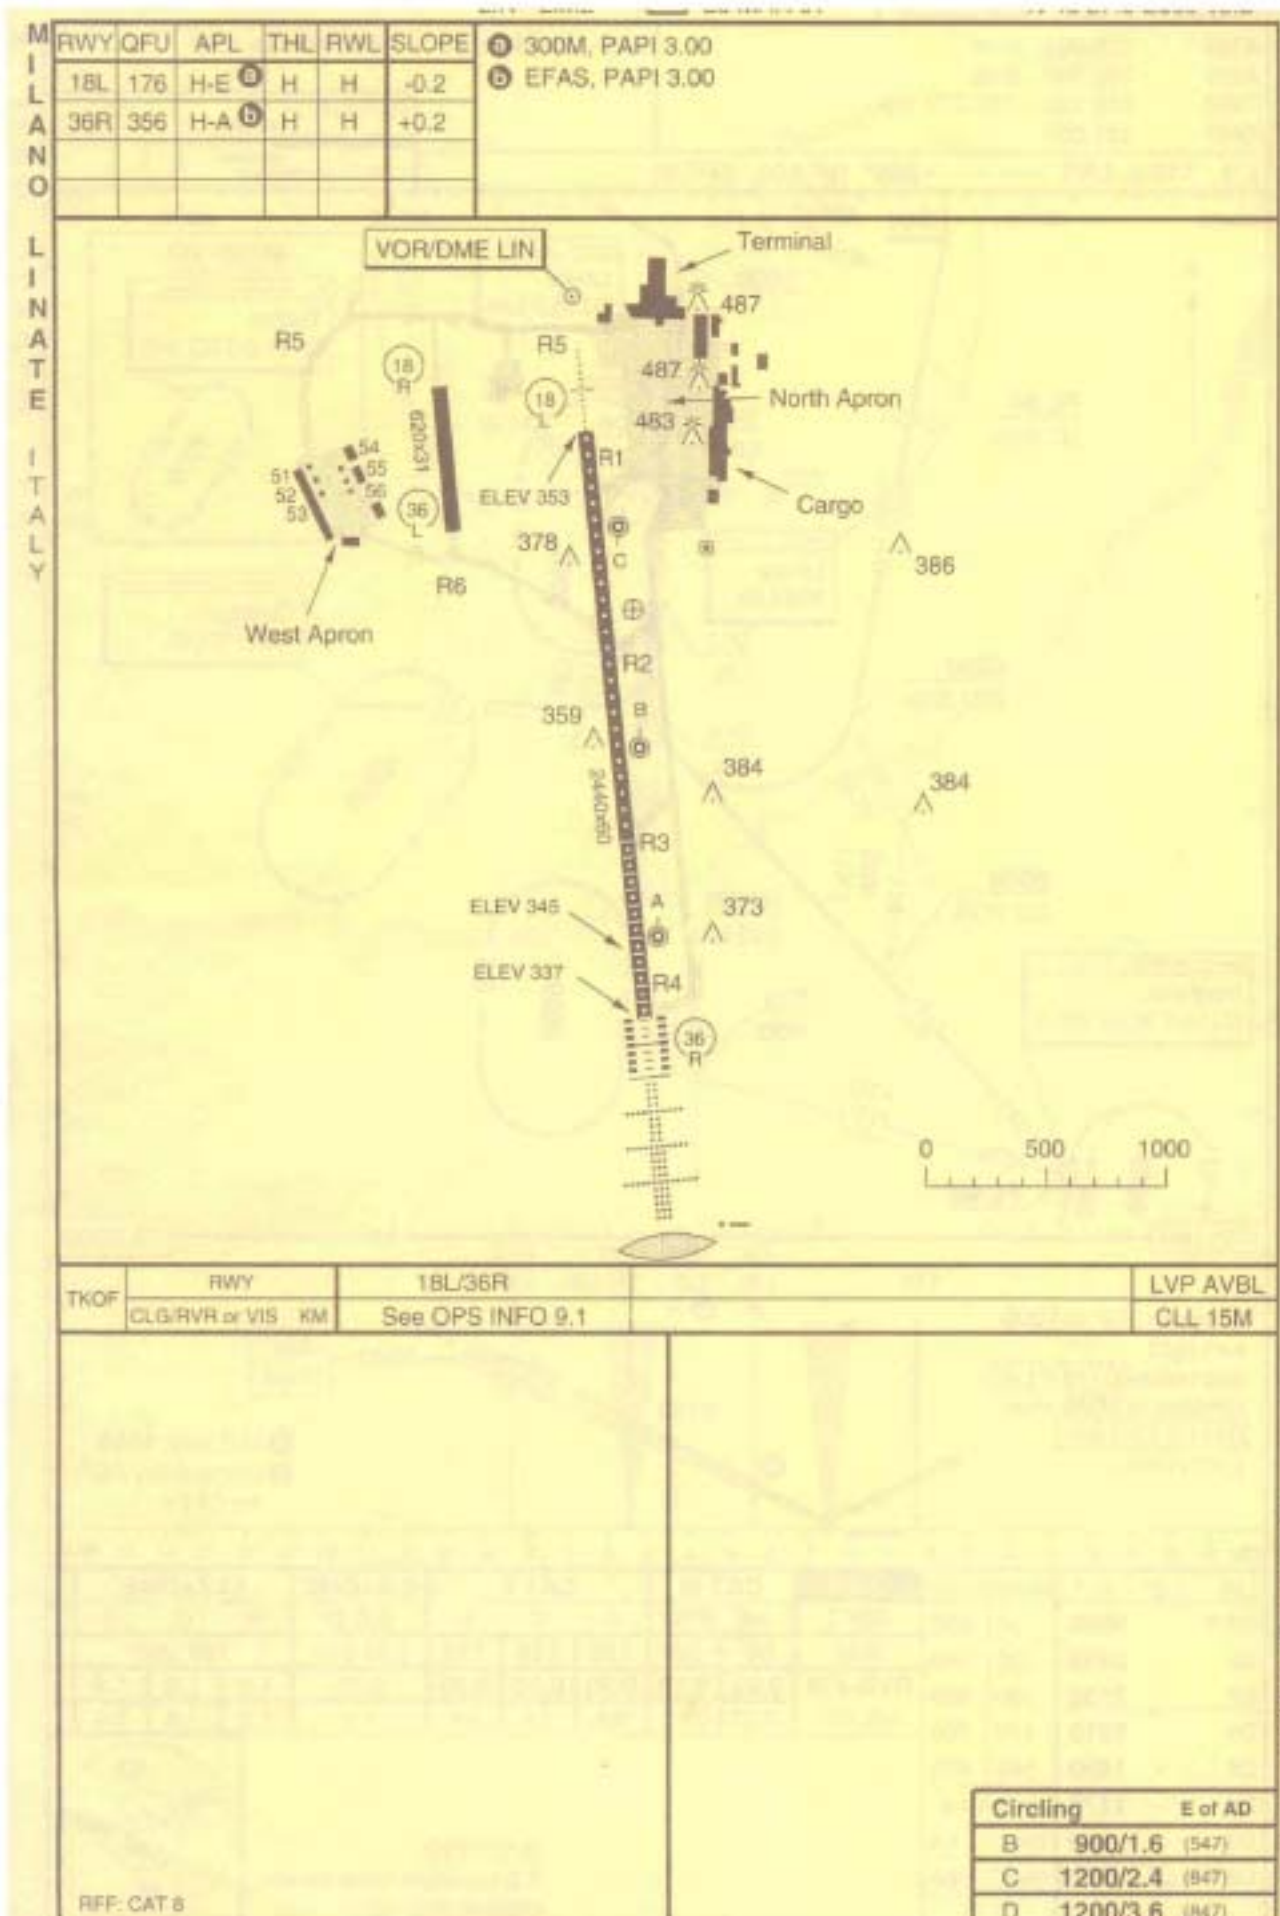 MILANO LINATE ITALY
RWY QFU APL THL RWL SLOPE
18L 176 H-E a H H -0.2
36R 356 H-A b H H +0.2
a 300M, PAPI 3.00
b EFAS, PAPI 3.00
VOR/DME LIN
Terminal
487
R5
R5
18 R
18 L
487
North Apron
483
620x31
R1
54
51
55
52
56
53
36 L
ELEV 353
Cargo
378
C
386
R6
West Apron
R2
359
B
384
384
2440x60
R3
ELEV 345
A
373
ELEV 337
R4
36 R
0 500 1000
TKOF RWY 18L/36R LVP AVBL
CLG/RVR or VIS KM See OPS INFO 9.1 CLL 15M
Circling E of AD
B 900/1.6 (547)
C 1200/2.4 (847)
D 1200/3.6 (847)
RFF: CAT 8